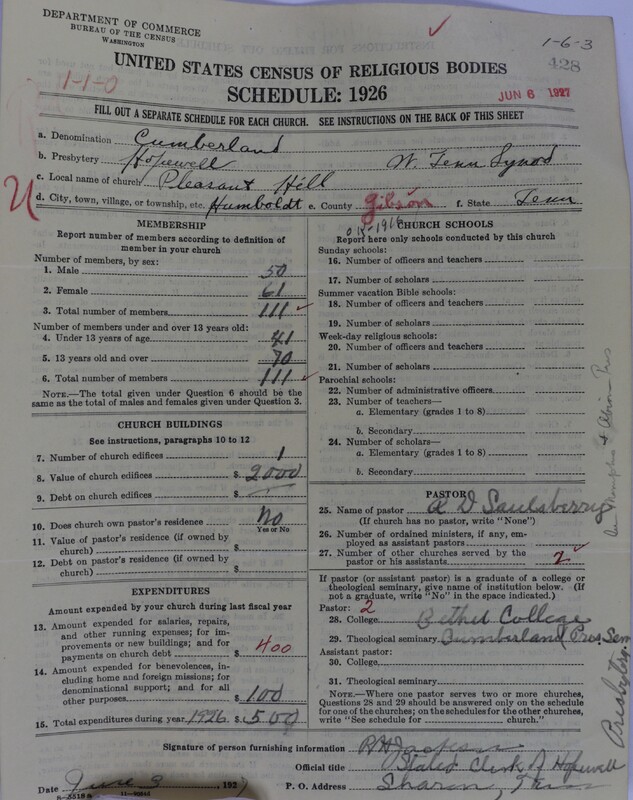 DEPARTMENT OF COMMERCE
BUREAU OF THE CENSUS
WASHINGTON
1-6-3
428
1-1-0
UNITED STATES CENSUS OF RELIGIOUS BODIES
SCHEDULE: 1926
JUN 6 1927
FILL OUT A SEPARATE SCHEDULE FOR EACH CHURCH. SEE INSTRUCTIONS ON THE BACK OF THIS SHEET
a. Denomination Cumberland
b. Presbytery Hopewell W. Tenn Synod
c. Local name of church Pleasant Hill
d. City, town, village, or township, etc. Humboldt e. County Gibson f. State Tenn
MEMBERSHIP
Report number of members according to definition of member in your church
Number of members, by sex:
1. Male 50
2. Female 61
3. Total number of members 111
Number of members under and over 13 years old:
4. Under 13 years of age 41
5. 13 years old and over 70
6. Total number of members 111
NOTE.—The total given under Question 6 should be the same as the total of males and females given under Question 3.
CHURCH BUILDINGS
See instructions, paragraphs 10 to 12
7. Number of church edifices 1
8. Value of church edifices $ 2000
9. Debt on church edifices $
10. Does church own pastor's residence No
Yes or No
11. Value of pastor's residence (if owned by church) $
12. Debt on pastor's residence (if owned by church) $
EXPENDITURES
Amount expended by your church during last fiscal year
13. Amount expended for salaries, repairs, and other running expenses; for improvements or new buildings; and for payments on church debt $ 400
14. Amount expended for benevolences, including home and foreign missions; for denominational support; and for all other purposes $ 100
15. Total expenditures during year 1926 $ 500
CHURCH SCHOOLS
Report here only schools conducted by this church
Sunday schools:
16. Number of officers and teachers
17. Number of scholars
Summer vacation Bible schools:
18. Number of officers and teachers
19. Number of scholars
Week-day religious schools:
20. Number of officers and teachers
21. Number of scholars
Parochial schools:
22. Number of administrative officers
23. Number of teachers—
a. Elementary (grades 1 to 8)
b. Secondary
24. Number of scholars—
a. Elementary (grades 1 to 8)
b. Secondary
PASTOR
25. Name of pastor A D Saulsberry
(If church has no pastor, write "None")
26. Number of ordained ministers, if any, employed as assistant pastors
27. Number of other churches served by the pastor or his assistants 2
If pastor (or assistant pastor) is a graduate of a college or theological seminary, give name of institution below. (If not a graduate, write "No" in the space indicated.)
Pastor: 2
28. College Bethel College
29. Theological seminary Cumberland Pres. Sem
Assistant pastor:
30. College
31. Theological seminary
NOTE.—Where one pastor serves two or more churches, Questions 28 and 29 should be answered only on the schedule for one of the churches; on the schedules for the other churches, write "See schedule for church."
Signature of person furnishing information Jackson
Official title Stated Clerk of Hopewell
Presbytery
Date June 3, 1927 P. O. Address Sharon, Tenn